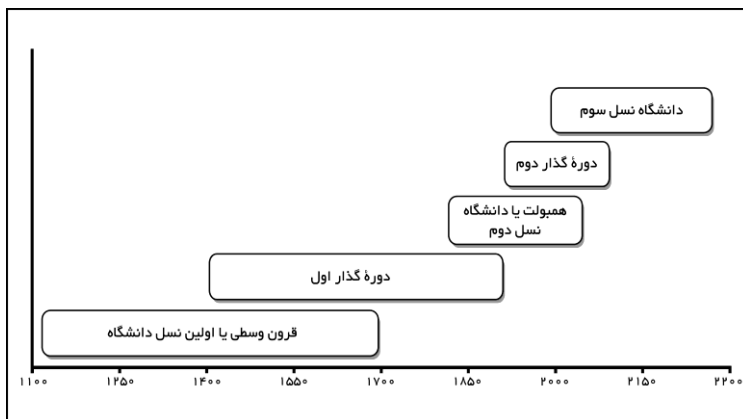 دانشگاه نسل سوم
دورهٔ گذار دوم
همبولت یا دانشگاه
نسل دوم
دورهٔ گذار اول
قرون وسطی یا اولین نسل دانشگاه
۱۱۰۰ ۱۲۵۰ ۱۴۰۰ ۱۵۵۰ ۱۷۰۰ ۱۸۵۰ ۲۰۰۰ ۲۱۵۰ ۲۲۰۰